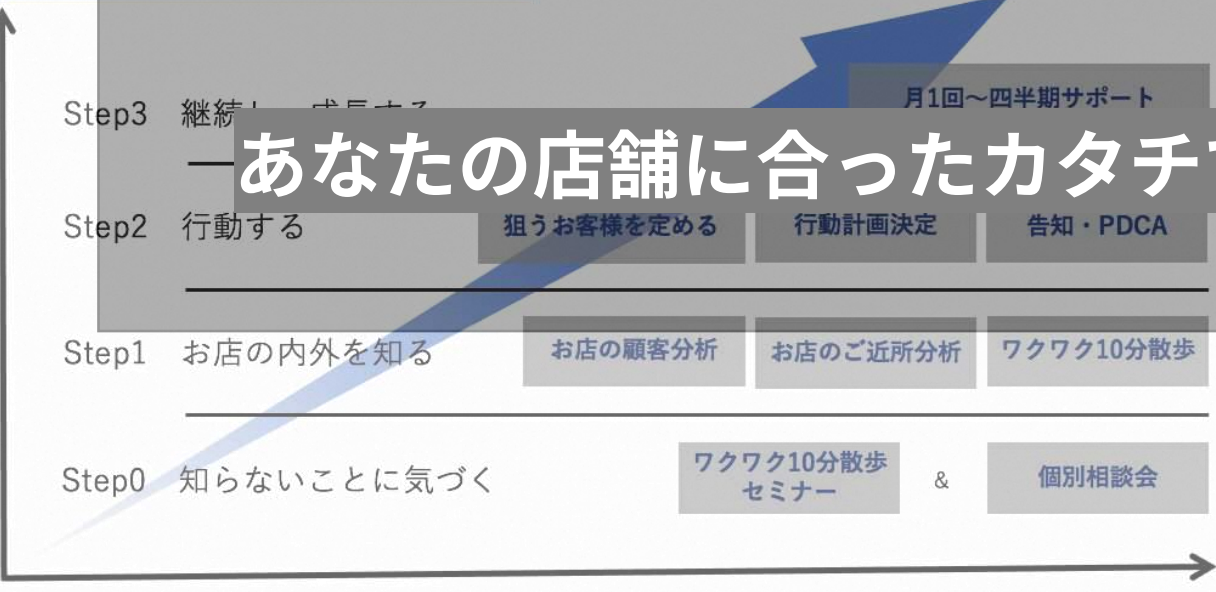 Step3 継続し、成長する
月1回～四半期サポート
あなたの店舗に合ったカタチ
Step2 行動する
狙うお客様を定める
行動計画決定
告知・PDCA
Step1 お店の内外を知る
お店の顧客分析
お店のご近所分析
ワクワク10分散歩
Step0 知らないことに気づく
ワクワク10分散歩
セミナー
&
個別相談会